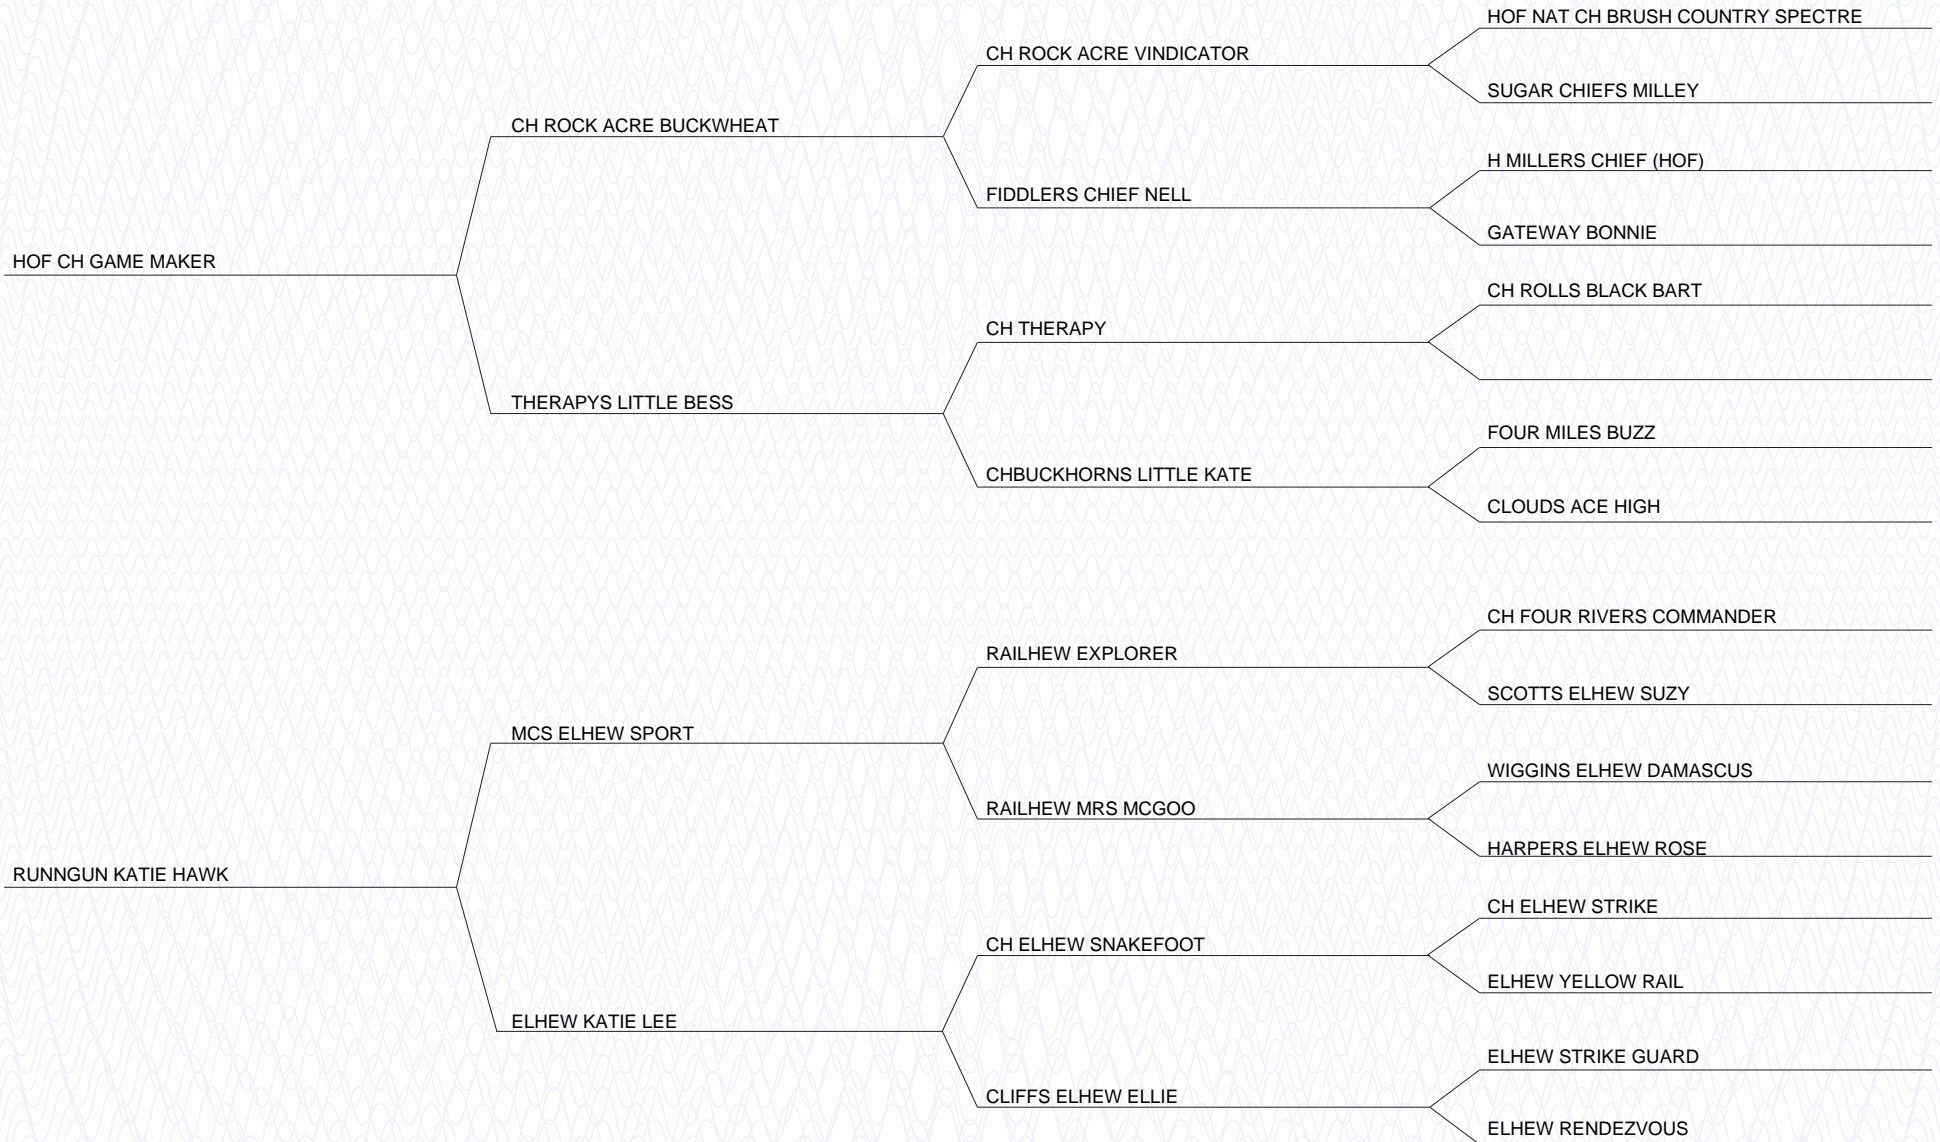 HOF NAT CH BRUSH COUNTRY SPECTRE
CH ROCK ACRE VINDICATOR
SUGAR CHIEFS MILLEY
CH ROCK ACRE BUCKWHEAT
H MILLERS CHIEF (HOF)
FIDDLERS CHIEF NELL
GATEWAY BONNIE
HOF CH GAME MAKER
CH ROLLS BLACK BART
CH THERAPY
THERAPYS LITTLE BESS
FOUR MILES BUZZ
CHBUCKHORNS LITTLE KATE
CLOUDS ACE HIGH
CH FOUR RIVERS COMMANDER
RAILHEW EXPLORER
SCOTTS ELHEW SUZY
MCS ELHEW SPORT
WIGGINS ELHEW DAMASCUS
RAILHEW MRS MCGOO
HARPERS ELHEW ROSE
RUNNGUN KATIE HAWK
CH ELHEW STRIKE
CH ELHEW SNAKEFOOT
ELHEW YELLOW RAIL
ELHEW KATIE LEE
ELHEW STRIKE GUARD
CLIFFS ELHEW ELLIE
ELHEW RENDEZVOUS